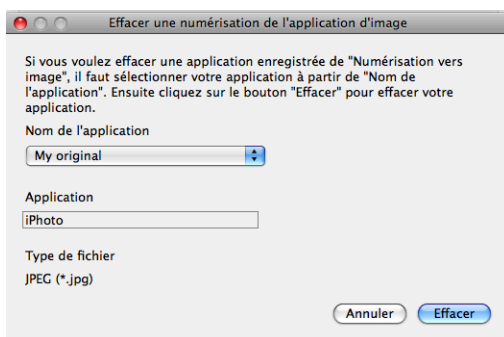 Effacer une numérisation de l'application d'image
Si vous voulez effacer une application enregistrée de "Numérisation vers
image", il faut sélectionner votre application à partir de "Nom de
l'application". Ensuite cliquez sur le bouton "Effacer" pour effacer votre
application.
Nom de l'application
My original
Application
iPhoto
Type de fichier
JPEG (*.jpg)
Annuler Effacer